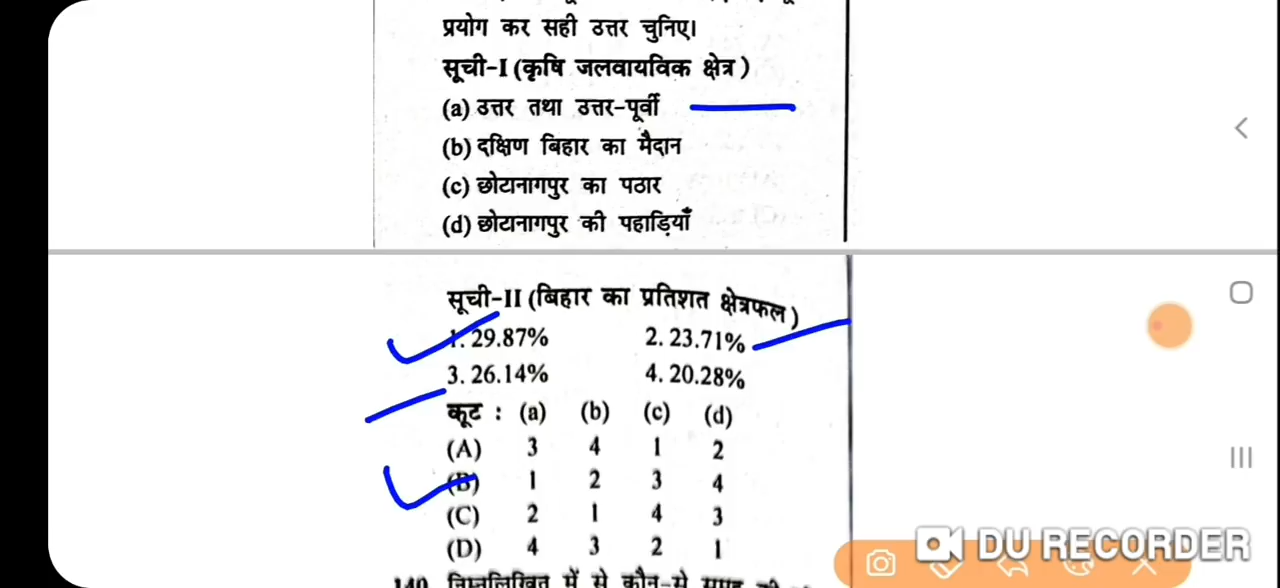 प्रयोग कर सही उत्तर चुनिए।
सूची-I (कृषि जलवायविक क्षेत्र)
(a) उत्तर तथा उत्तर-पूर्वी
(b) दक्षिण बिहार का मैदान
(c) छोटानागपुर का पठार
(d) छोटानागपुर की पहाड़ियाँ
सूची-II (बिहार का प्रतिशत क्षेत्रफल)
1. 29.87% 2. 23.71%
3. 26.14% 4. 20.28%
कूट : (a) (b) (c) (d)
(A) 3 4 1 2
(B) 1 2 3 4
(C) 2 1 4 3
(D) 4 3 2 1
140. निम्नलिखित में से कौन-से
DU RECORDER